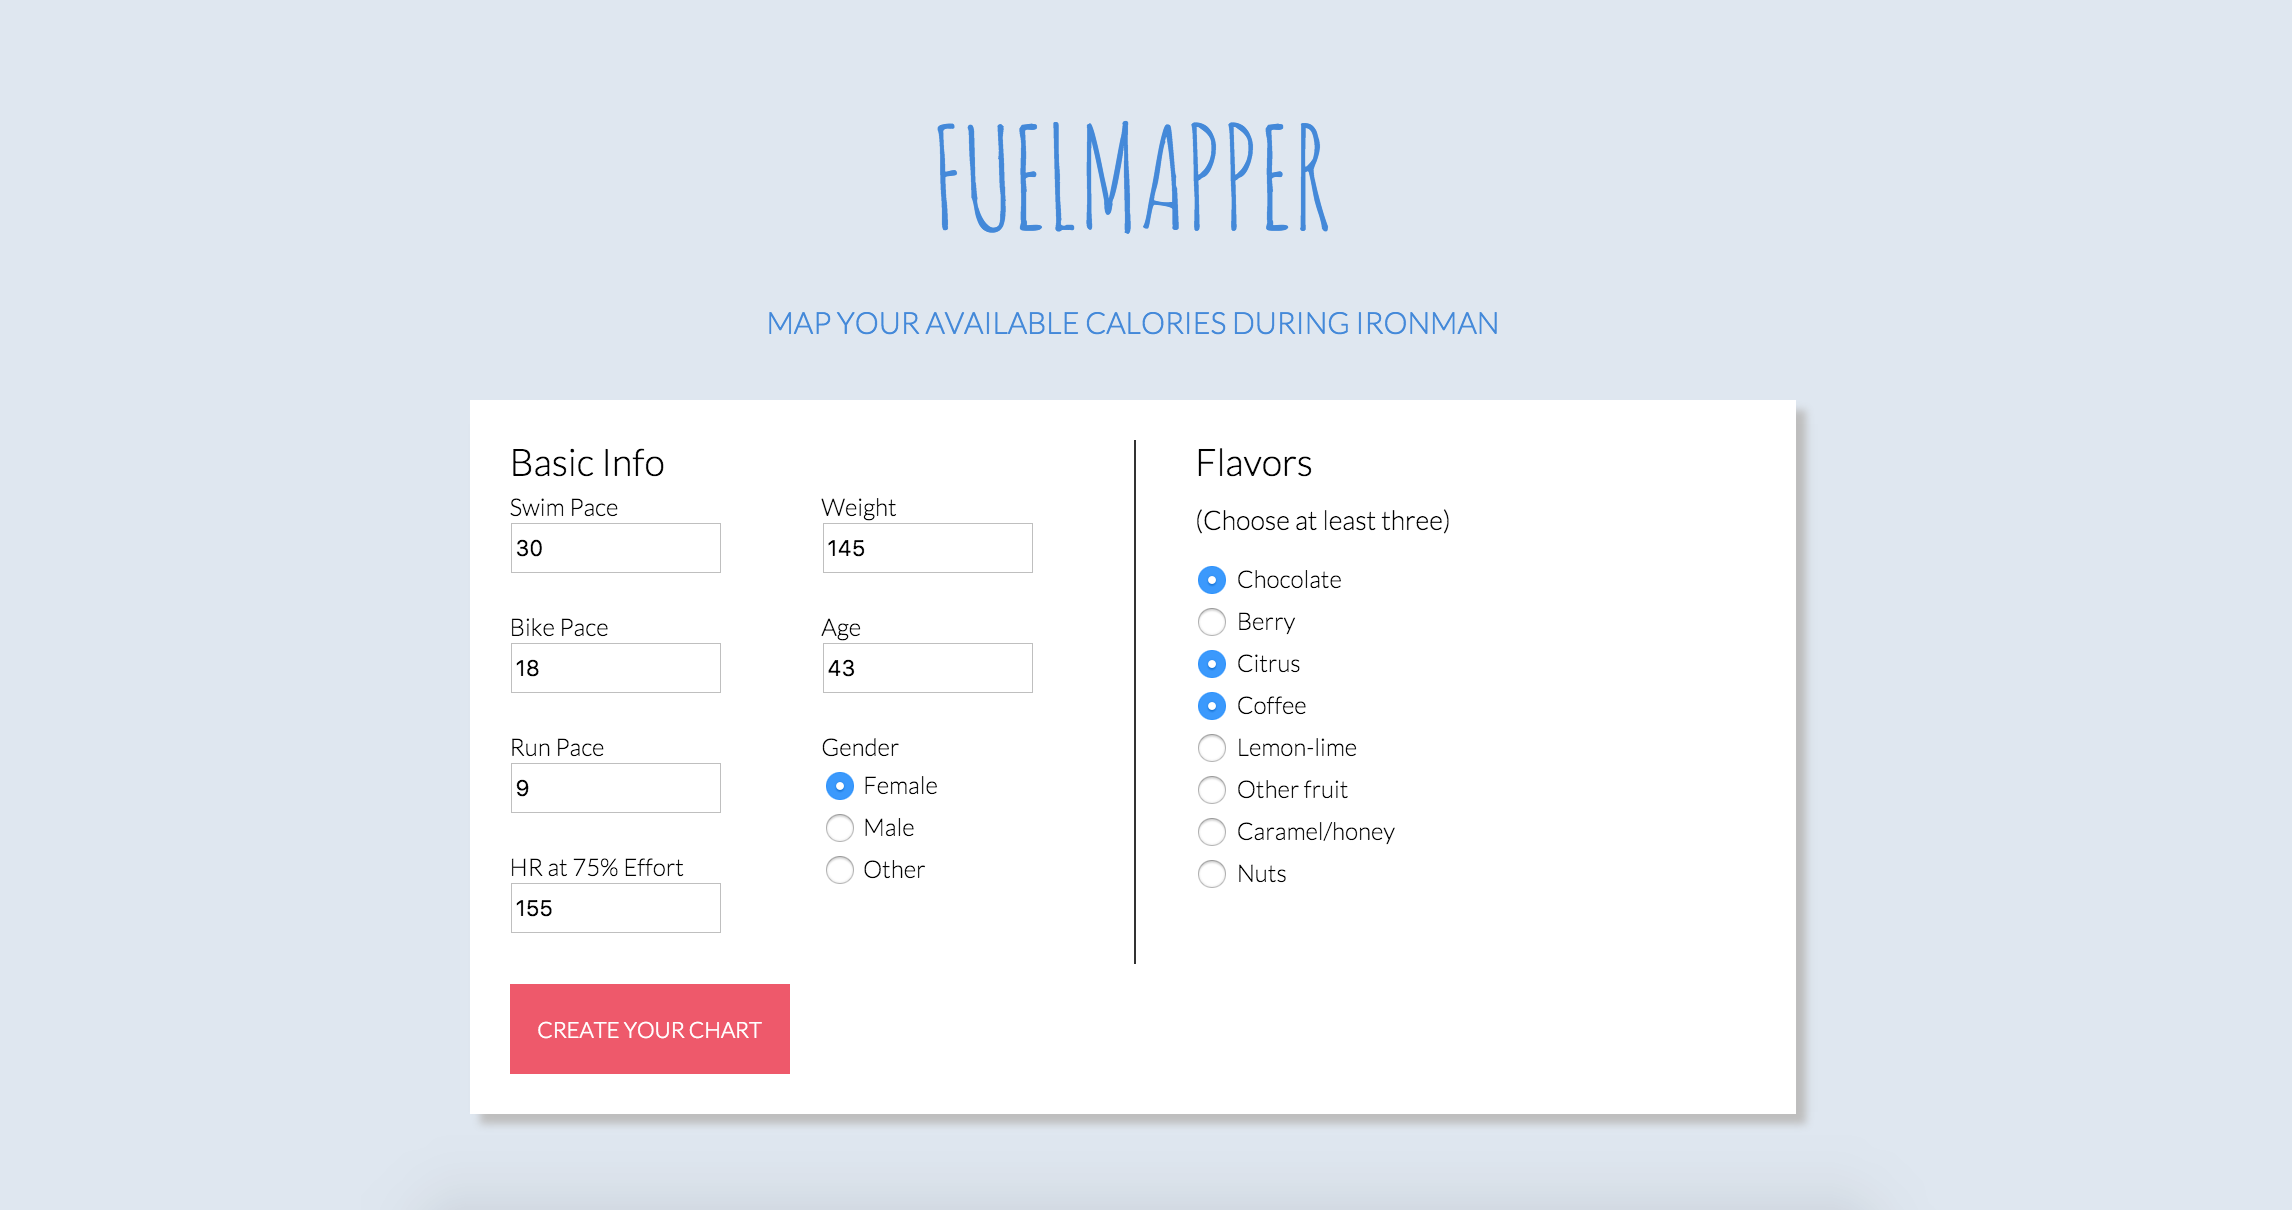 FUELMAPPER
MAP YOUR AVAILABLE CALORIES DURING IRONMAN
Basic Info
Swim Pace
30
Bike Pace
18
Run Pace
9
HR at 75% Effort
155
Weight
145
Age
43
Gender
Female
Male
Other
CREATE YOUR CHART
Flavors
(Choose at least three)
Chocolate
Berry
Citrus
Coffee
Lemon-lime
Other fruit
Caramel/honey
Nuts